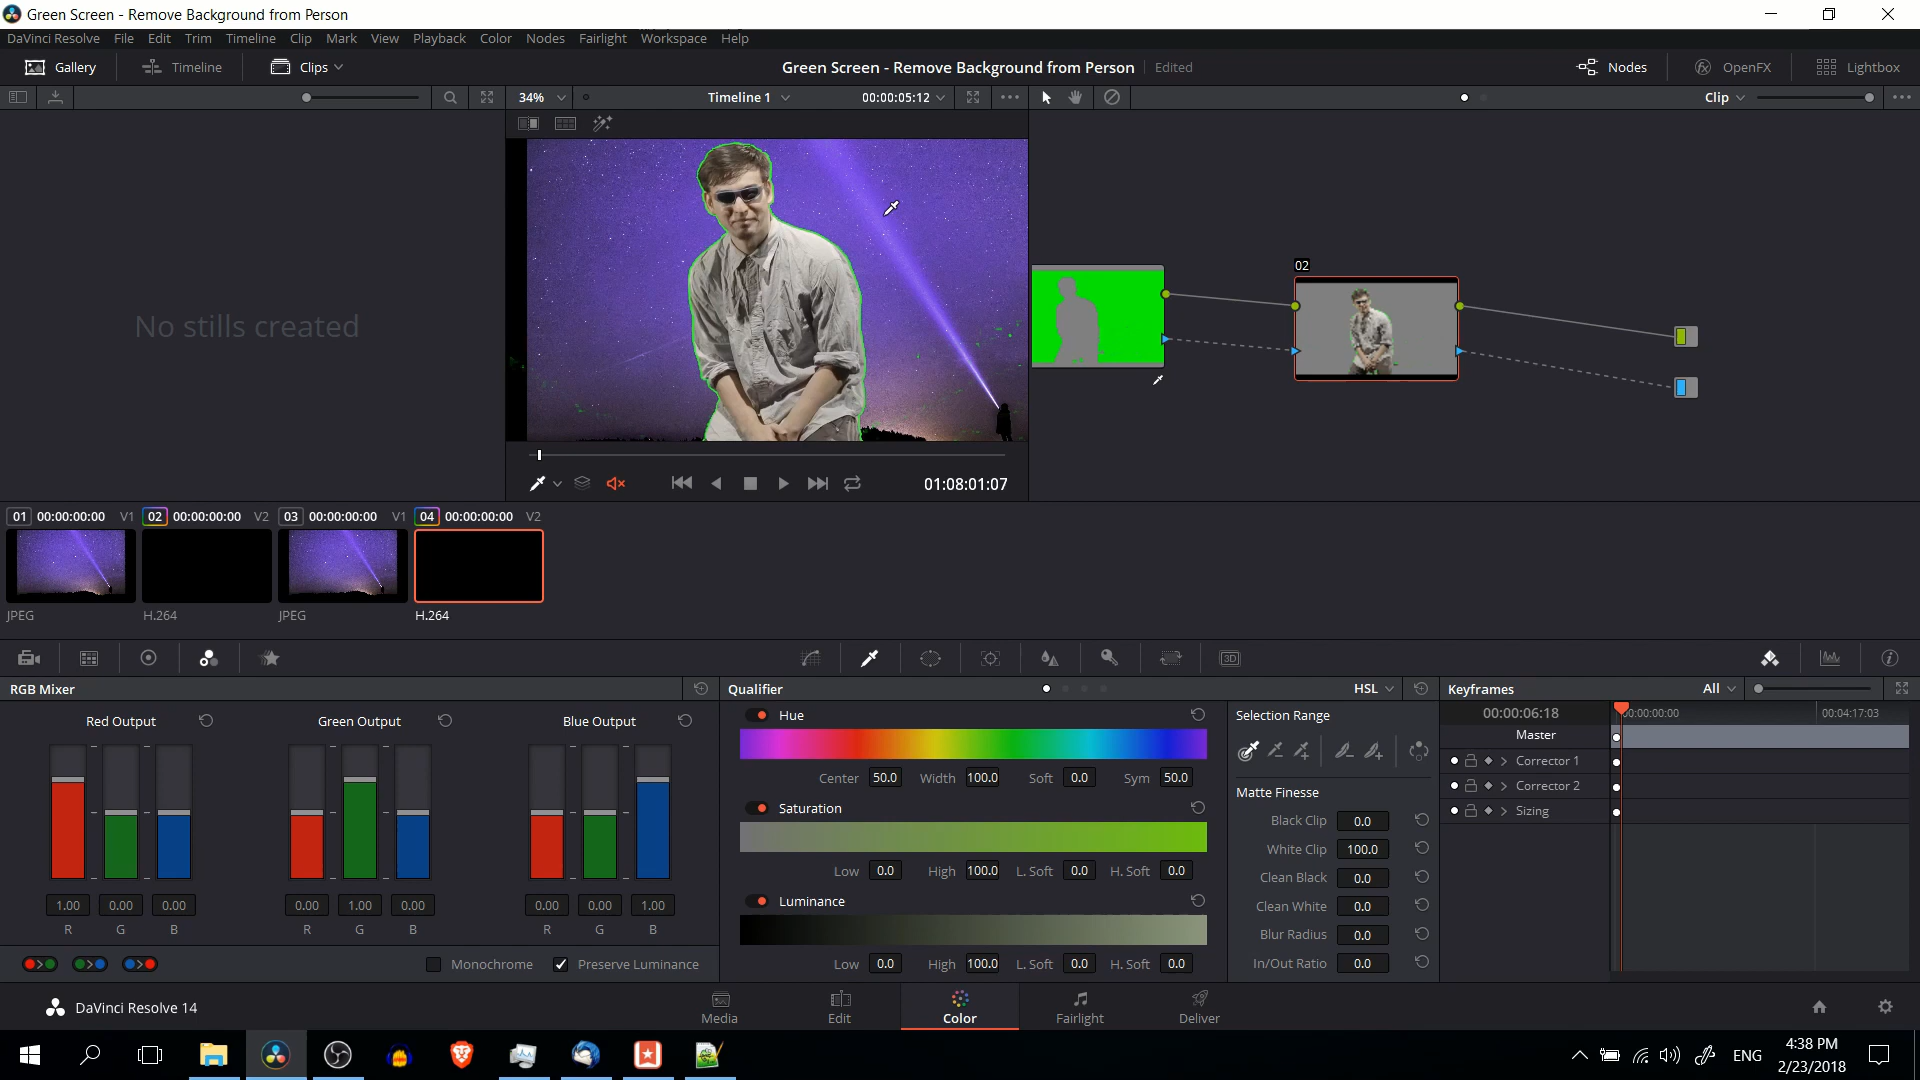 Green Screen - Remove Background from Person
DaVinci Resolve File Edit Trim Timeline Clip Mark View Playback Color Nodes Fairlight Workspace Help
Gallery Timeline Clips Green Screen - Remove Background from Person Edited Nodes OpenFX Lightbox
34% Timeline 1 00:00:05:12 Clip
No stills created
02
01:08:01:07
01 00:00:00:00 V1 02 00:00:00:00 V2 03 00:00:00:00 V1 04 00:00:00:00 V2
JPEG H.264 JPEG H.264
3D
RGB Mixer Qualifier HSL Keyframes All
Red Output Green Output Blue Output Hue Selection Range 00:00:06:18 00:00:00:00 00:04:17:03
Master
Corrector 1
Center 50.0 Width 100.0 Soft 0.0 Sym 50.0
Corrector 2
Matte Finesse
Saturation Sizing
Black Clip 0.0
White Clip 100.0
Low 0.0 High 100.0 L. Soft 0.0 H. Soft 0.0
Clean Black 0.0
1.00 0.00 0.00 0.00 1.00 0.00 0.00 0.00 1.00 Luminance Clean White 0.0
R G B R G B R G B Blur Radius 0.0
Monochrome Preserve Luminance Low 0.0 High 100.0 L. Soft 0.0 H. Soft 0.0 In/Out Ratio 0.0
DaVinci Resolve 14 Media Edit Color Fairlight Deliver
ENG 4:38 PM
2/23/2018